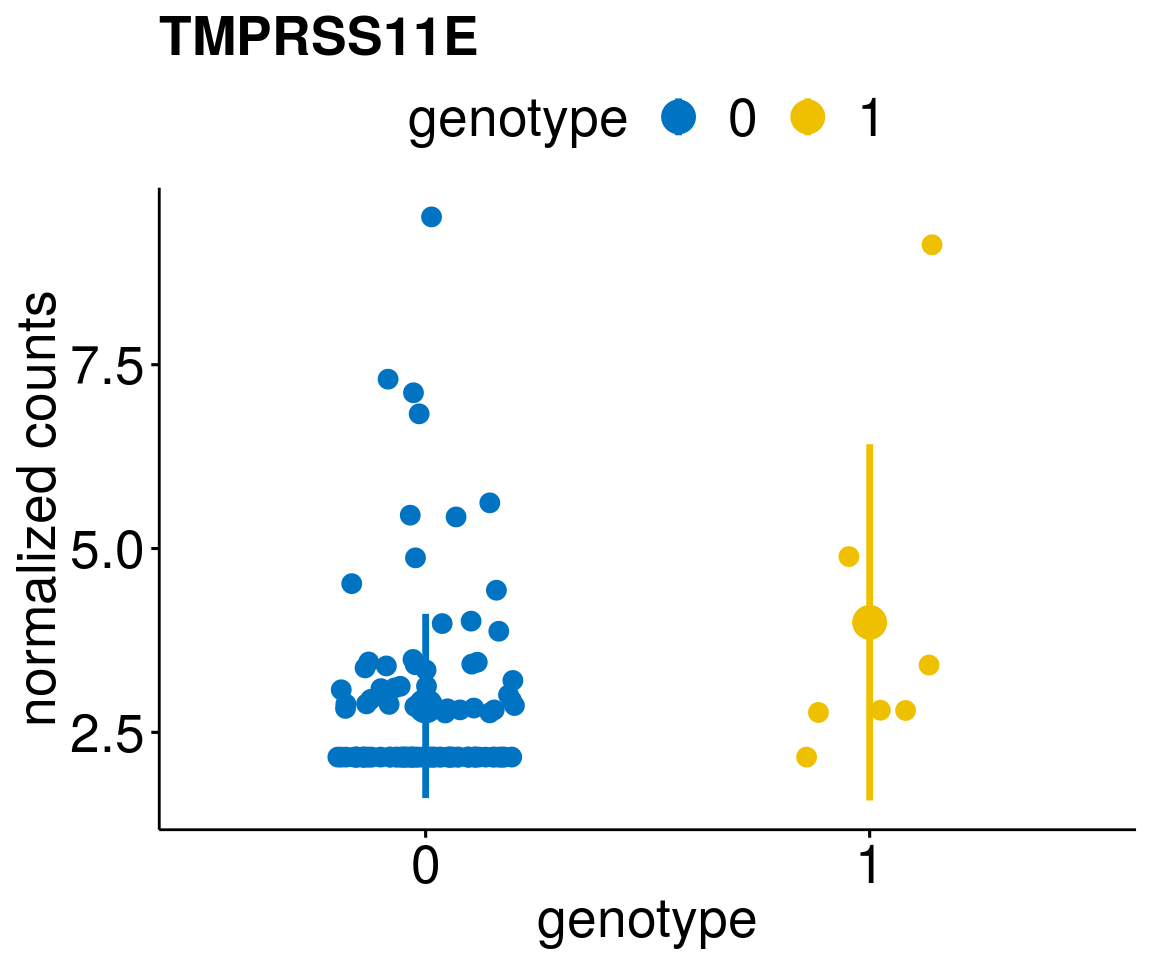 TMPRSS11E
genotype 0 1
normalized counts
7.5
5.0
2.5
0 1
genotype